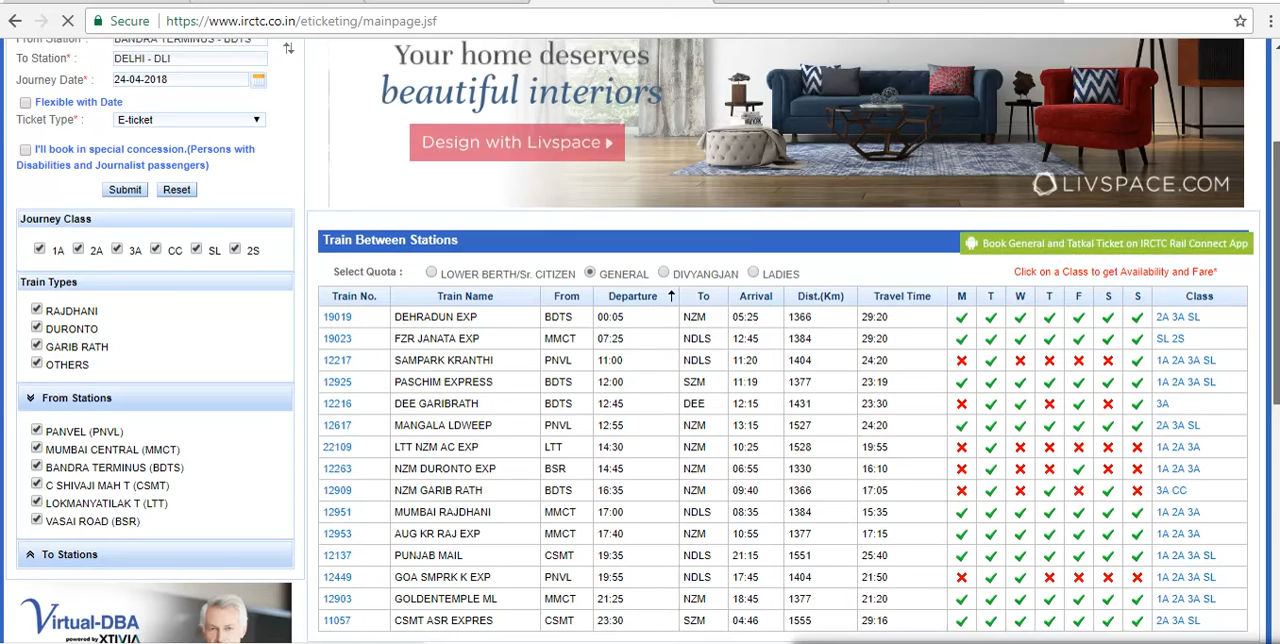 Secure | https://www.irctc.co.in/eticketing/mainpage.jsf
From Station * : BANDRA TERMINUS - BDTS
To Station* : DELHI - DLI
Journey Date* : 24-04-2018
Flexible with Date
Ticket Type* : E-ticket
I'll book in special concession.(Persons with
Disabilities and Journalist passengers)
Submit Reset
Journey Class
1A 2A 3A CC SL 2S
Train Types
RAJDHANI
DURONTO
GARIB RATH
OTHERS
From Stations
PANVEL (PNVL)
MUMBAI CENTRAL (MMCT)
BANDRA TERMINUS (BDTS)
C SHIVAJI MAH T (CSMT)
LOKMANYATILAK T (LTT)
VASAI ROAD (BSR)
To Stations
Virtual-DBA
powered by XTIVIA
Your home deserves
beautiful interiors
Design with Livspace
LIVSPACE.COM
Train Between Stations
Book General and Tatkal Ticket on IRCTC Rail Connect App
Select Quota : LOWER BERTH/Sr. CITIZEN GENERAL DIVYANGJAN LADIES
Click on a Class to get Availability and Fare*
Train No. Train Name From Departure To Arrival Dist.(Km) Travel Time M T W T F S S Class
19019 DEHRADUN EXP BDTS 00:05 NZM 05:25 1366 29:20 2A 3A SL
19023 FZR JANATA EXP MMCT 07:25 NDLS 12:45 1384 29:20 SL 2S
12217 SAMPARK KRANTHI PNVL 11:00 NDLS 11:20 1404 24:20 1A 2A 3A SL
12925 PASCHIM EXPRESS BDTS 12:00 SZM 11:19 1377 23:19 1A 2A 3A SL
12216 DEE GARIBRATH BDTS 12:45 DEE 12:15 1431 23:30 3A
12617 MANGALA LDWEEP PNVL 12:55 NZM 13:15 1527 24:20 2A 3A SL
22109 LTT NZM AC EXP LTT 14:30 NZM 10:25 1528 19:55 1A 2A 3A
12263 NZM DURONTO EXP BSR 14:45 NZM 06:55 1330 16:10 1A 2A 3A
12909 NZM GARIB RATH BDTS 16:35 NZM 09:40 1366 17:05 3A CC
12951 MUMBAI RAJDHANI MMCT 17:00 NDLS 08:35 1384 15:35 1A 2A 3A
12953 AUG KR RAJ EXP MMCT 17:40 NZM 10:55 1377 17:15 1A 2A 3A
12137 PUNJAB MAIL CSMT 19:35 NDLS 21:15 1551 25:40 1A 2A 3A SL
12449 GOA SMPRK K EXP PNVL 19:55 NDLS 17:45 1404 21:50 1A 2A 3A SL
12903 GOLDENTEMPLE ML MMCT 21:25 NZM 18:45 1377 21:20 1A 2A 3A SL
11057 CSMT ASR EXPRES CSMT 23:30 SZM 04:46 1555 29:16 2A 3A SL